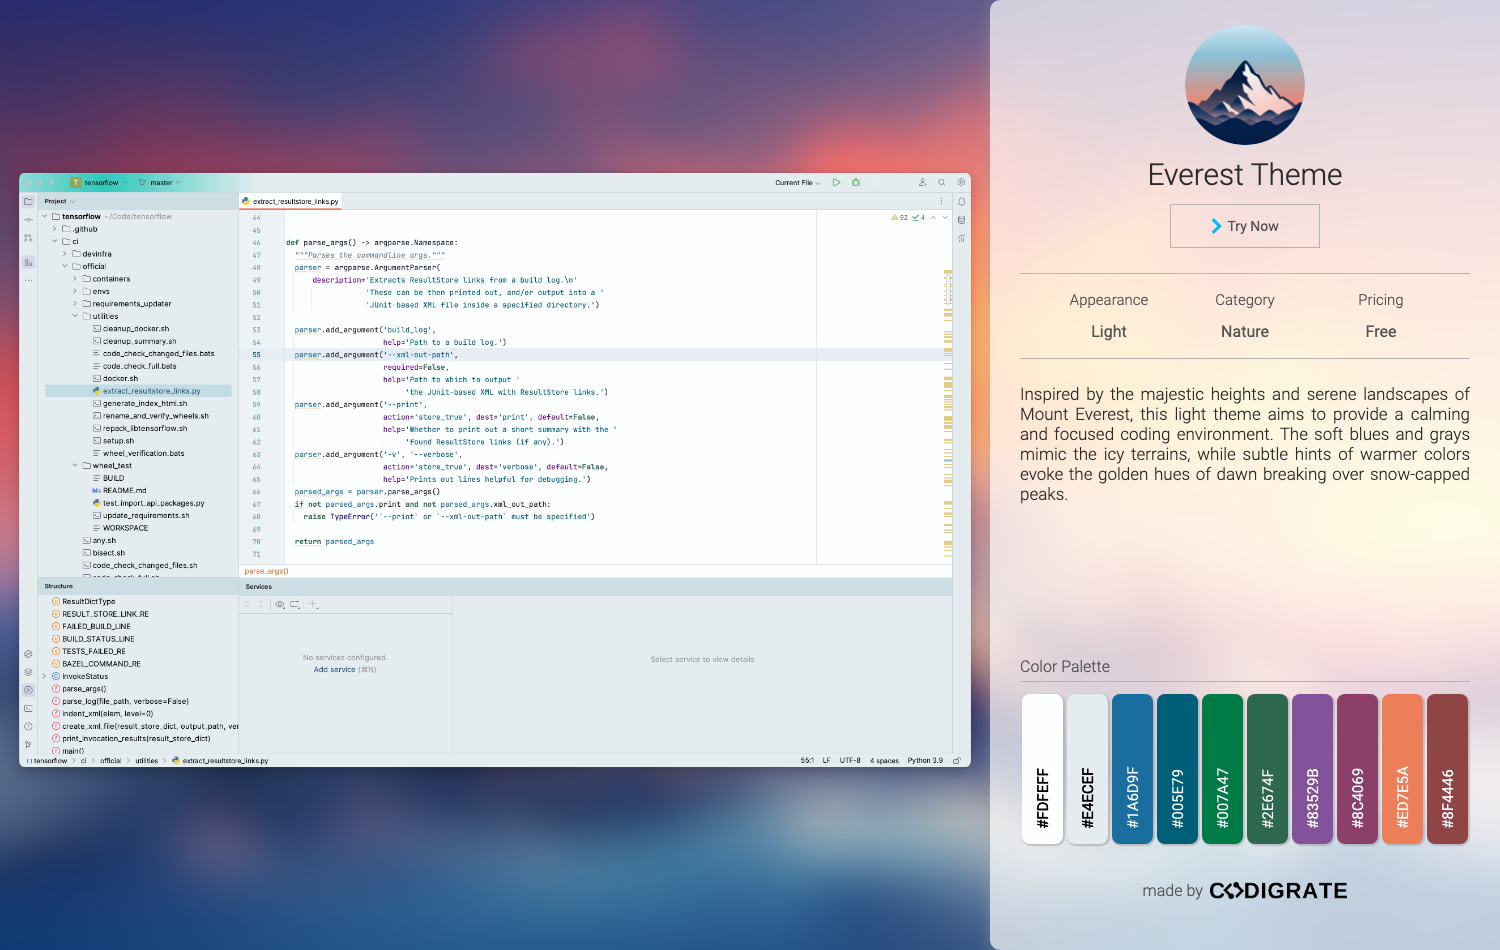 T tensorflow
master
Current File
Project
extract_resultstore_links.py
92 4
tensorflow ~/Code/tensorflow
.github
ci
devinfra
official
containers
envs
requirements_updater
utilities
cleanup_docker.sh
cleanup_summary.sh
code_check_changed_files.bats
code_check_full.bats
docker.sh
extract_resultstore_links.py
generate_index_html.sh
rename_and_verify_wheels.sh
repack_libtensorflow.sh
setup.sh
wheel_verification.bats
wheel_test
BUILD
README.md
test_import_api_packages.py
update_requirements.sh
WORKSPACE
any.sh
bisect.sh
code_check_changed_files.sh
code_check_full.sh
44
45
46 def parse_args() -> argparse.Namespace:
47 """Parses the commandline args."""
48 parser = argparse.ArgumentParser(
49 description='Extracts ResultStore links from a build log.\n'
50 'These can be then printed out, and/or output into a '
51 'JUnit-based XML file inside a specified directory.')
52
53 parser.add_argument('build_log',
54 help='Path to a build log.')
55 parser.add_argument('--xml-out-path',
56 required=False,
57 help='Path to which to output '
58 'the JUnit-based XML with ResultStore links.')
59 parser.add_argument('--print',
60 action='store_true', dest='print', default=False,
61 help='Whether to print out a short summary with the '
62 'found ResultStore links (if any).')
63 parser.add_argument('-v', '--verbose',
64 action='store_true', dest='verbose', default=False,
65 help='Prints out lines helpful for debugging.')
66 parsed_args = parser.parse_args()
67 if not parsed_args.print and not parsed_args.xml_out_path:
68 raise TypeError('`--print` or `--xml-out-path` must be specified')
69
70 return parsed_args
71
parse_args()
Structure
ResultDictType
RESULT_STORE_LINK_RE
FAILED_BUILD_LINE
BUILD_STATUS_LINE
TESTS_FAILED_RE
BAZEL_COMMAND_RE
InvokeStatus
parse_args()
parse_log(file_path, verbose=False)
indent_xml(elem, level=0)
create_xml_file(result_store_dict, output_path, ver
print_invocation_results(result_store_dict)
main()
Services
No services configured.
Add service (⌘N)
Select service to view details
tensorflow > ci > official > utilities > extract_resultstore_links.py
55:1 LF UTF-8 4 spaces Python 3.9
Everest Theme
Try Now
Appearance Category Pricing
Light Nature Free
Inspired by the majestic heights and serene landscapes of
Mount Everest, this light theme aims to provide a calming
and focused coding environment. The soft blues and grays
mimic the icy terrains, while subtle hints of warmer colors
evoke the golden hues of dawn breaking over snow-capped
peaks.
Color Palette
#FDFEFF
#E4ECEF
#1A6D9F
#005E79
#007A47
#2E674F
#83529B
#8C4069
#ED7E5A
#8F4446
made by CODIGRATE